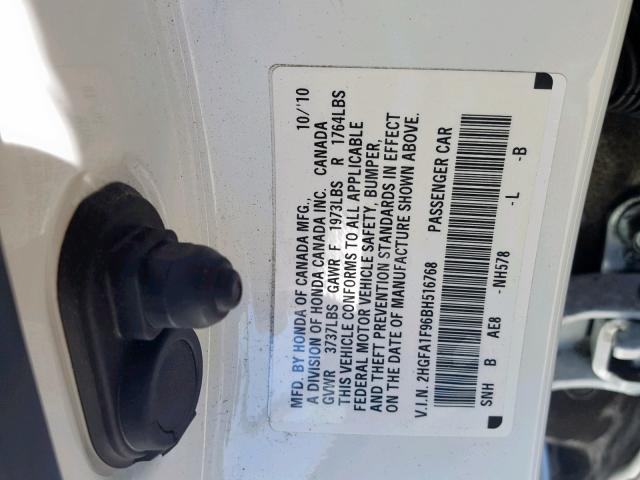 MFD. BY HONDA OF CANADA MFG., 10/'10
A DIVISION OF HONDA CANADA INC. CANADA
GVWR 3737LBS GAWR F 1973LBS R 1764LBS
THIS VEHICLE CONFORMS TO ALL APPLICABLE
FEDERAL MOTOR VEHICLE SAFETY, BUMPER,
AND THEFT PREVENTION STANDARDS IN EFFECT
ON THE DATE OF MANUFACTURE SHOWN ABOVE.
V.I.N. 2HGFA1F96BH516768 PASSENGER CAR
SNH B AE8 -NH578 -L -B